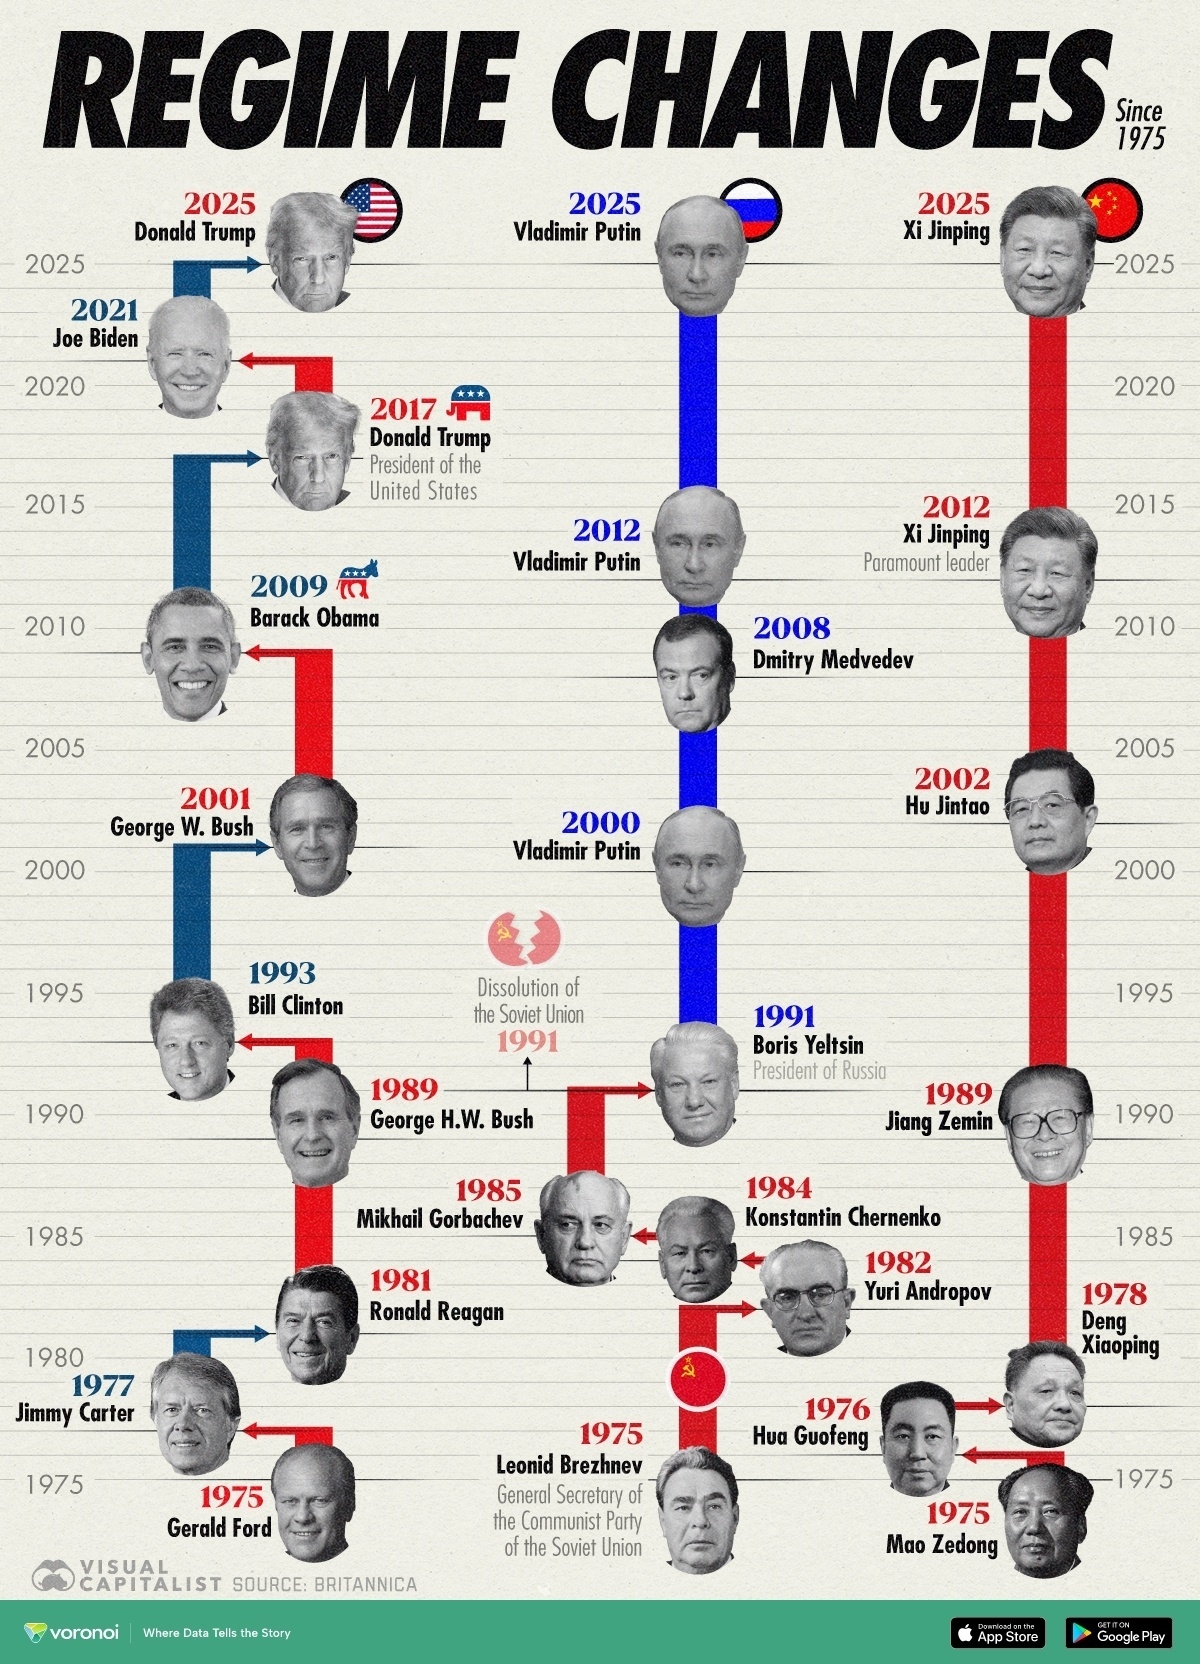 REGIME CHANGES
Since
1975
2025
Donald Trump
2025
Vladimir Putin
2025
Xi Jinping
2025
2025
2021
Joe Biden
2020
2020
2017
Donald Trump
President of the
United States
2015
2015
2012
Vladimir Putin
2012
Xi Jinping
Paramount leader
2009
Barack Obama
2010
2010
2008
Dmitry Medvedev
2005
2005
2001
George W. Bush
2002
Hu Jintao
2000
Vladimir Putin
2000
2000
Dissolution of
the Soviet Union
1991
1993
Bill Clinton
1995
1995
1991
Boris Yeltsin
President of Russia
1989
George H.W. Bush
1989
Jiang Zemin
1990
1990
1985
Mikhail Gorbachev
1984
Konstantin Chernenko
1985
1985
1982
Yuri Andropov
1981
Ronald Reagan
1978
Deng
Xiaoping
1980
1977
Jimmy Carter
1976
Hua Guofeng
1975
Leonid Brezhnev
General Secretary of
the Communist Party
of the Soviet Union
1975
1975
1975
Gerald Ford
1975
Mao Zedong
VISUAL
CAPITALIST SOURCE: BRITANNICA
voronoi
Where Data Tells the Story
Download on the
App Store
GET IT ON
Google Play